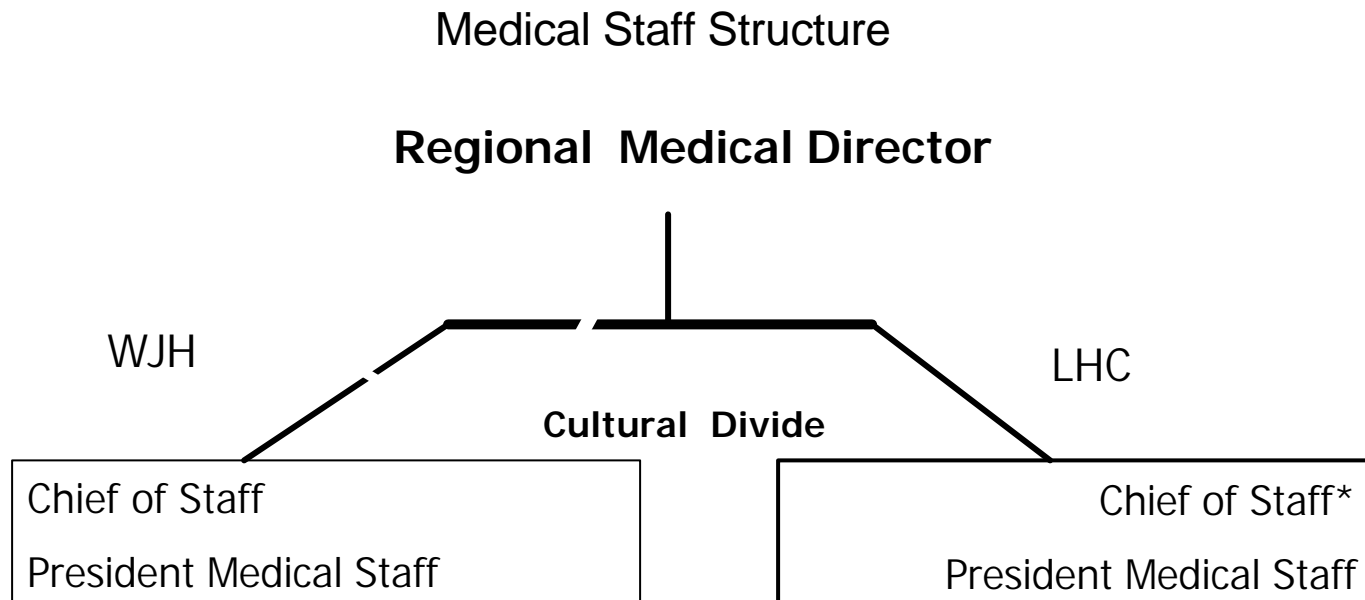 Medical Staff Structure
Regional Medical Director
WJH
LHC
Cultural Divide
Chief of Staff
Chief of Staff*
President Medical Staff
President Medical Staff